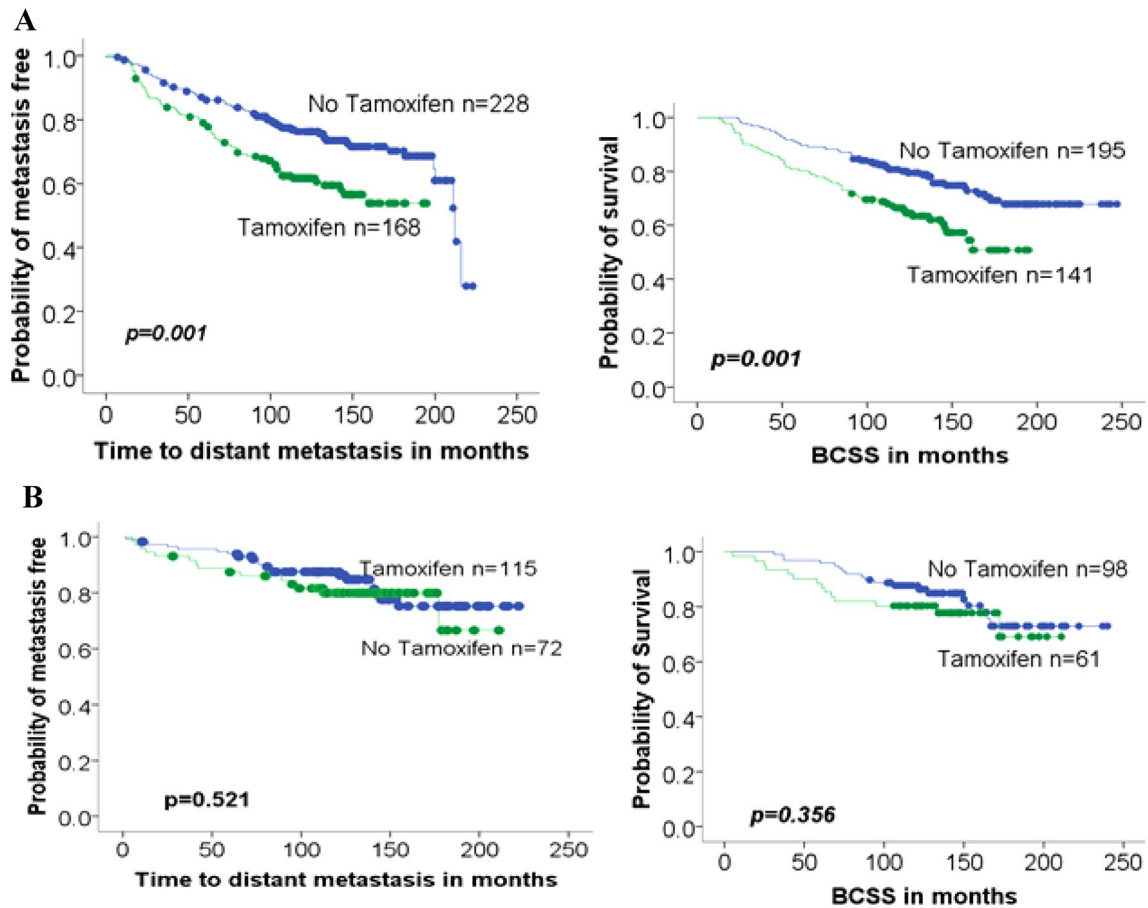 A
Probability of metastasis free
1.0
0.8
0.6
0.4
0.2
0.0
No Tamoxifen n=228
Tamoxifen n=168
p=0.001
0 50 100 150 200 250
Time to distant metastasis in months
Probability of survival
1.0
0.8
0.6
0.4
0.2
0.0
No Tamoxifen n=195
Tamoxifen n=141
p=0.001
0 50 100 150 200 250
BCSS in months
B
Probability of metastasis free
1.0
0.8
0.6
0.4
0.2
0.0
Tamoxifen n=115
No Tamoxifen n=72
p=0.521
0 50 100 150 200 250
Time to distant metastasis in months
Probability of Survival
1.0
0.8
0.6
0.4
0.2
0.0
No Tamoxifen n=98
Tamoxifen n=61
p=0.356
0 50 100 150 200 250
BCSS in months